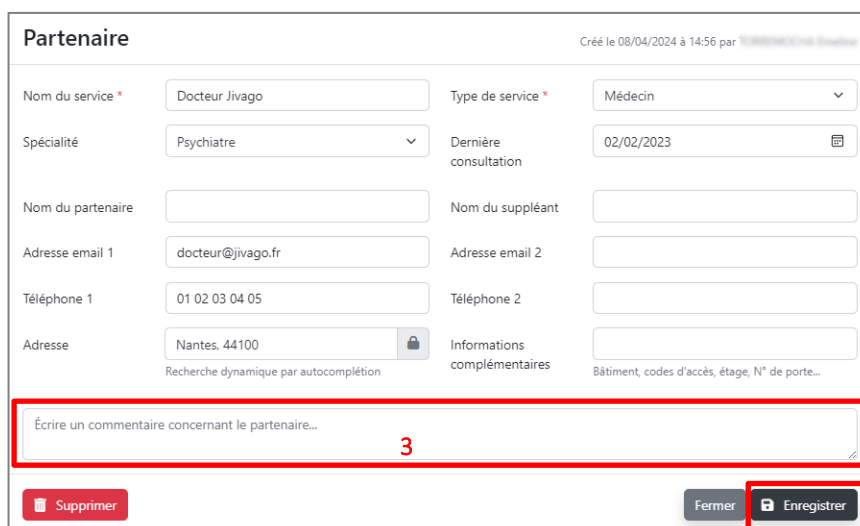 Partenaire
Créé le 08/04/2024 à 14:56 par
Nom du service * Docteur Jivago Type de service * Médecin
Spécialité Psychiatre Dernière consultation 02/02/2023
Nom du partenaire Nom du suppléant
Adresse email 1 docteur@jivago.fr Adresse email 2
Téléphone 1 01 02 03 04 05 Téléphone 2
Adresse Nantes, 44100 Informations complémentaires
Recherche dynamique par autocomplétion Bâtiment, codes d'accès, étage, N° de porte...
Écrire un commentaire concernant le partenaire...
3
Supprimer Fermer Enregistrer